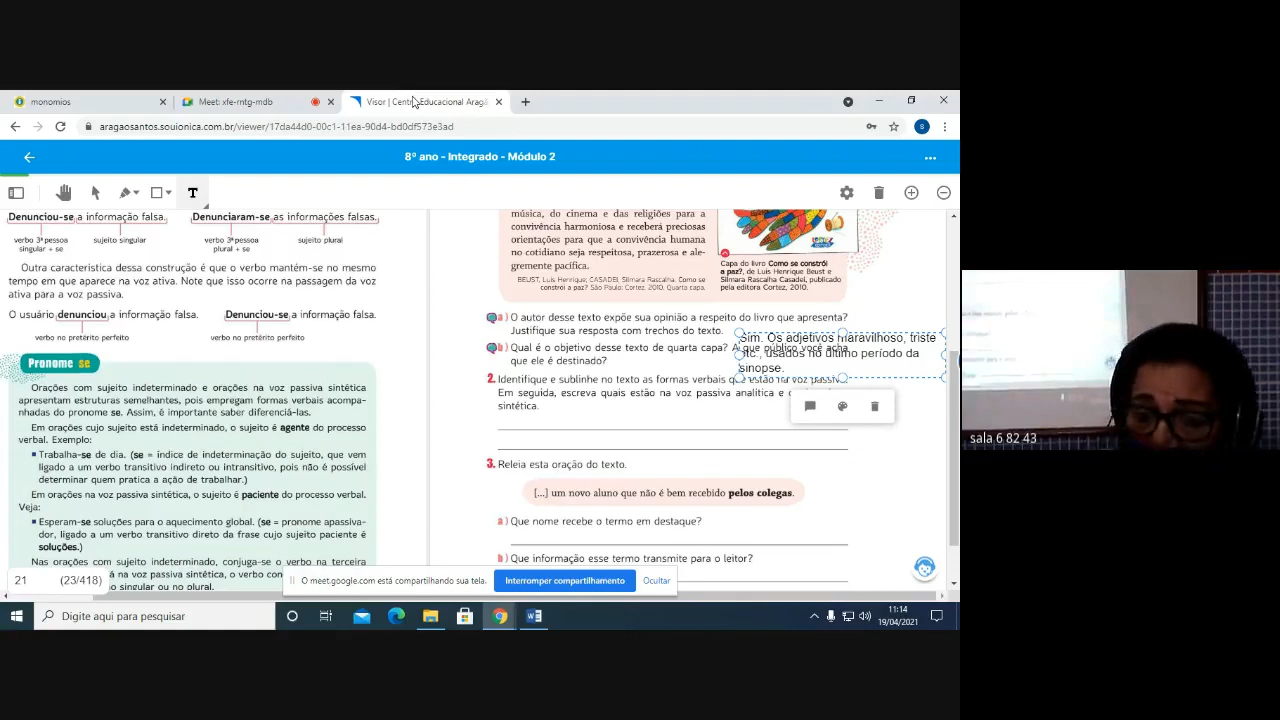 monomios
Meet: xfe-mtg-mdb
Visor | Centro Educacional Aragã
aragaosantos.souionica.com.br/viewer/17da44d0-00c1-11ea-90d4-bd0df573e3ad
8º ano - Integrado - Módulo 2
T
Denunciou-se a informação falsa.
Denunciaram-se as informações falsas.
verbo 3ª pessoa
singular + se
sujeito singular
verbo 3ª pessoa
plural + se
sujeito plural
Outra característica dessa construção é que o verbo mantém-se no mesmo
tempo em que aparece na voz ativa. Note que isso ocorre na passagem da voz
ativa para a voz passiva.
O usuário denunciou a informação falsa.
Denunciou-se a informação falsa.
verbo no pretérito perfeito
verbo no pretérito perfeito
Pronome se
Orações com sujeito indeterminado e orações na voz passiva sintética
apresentam estruturas semelhantes, pois empregam formas verbais acompa-
nhadas do pronome se. Assim, é importante saber diferenciá-las.
Em orações cujo sujeito está indeterminado, o sujeito é agente do processo
verbal. Exemplo:
Trabalha-se de dia. (se = índice de indeterminação do sujeito, que vem
ligado a um verbo transitivo indireto ou intransitivo, pois não é possível
determinar quem pratica a ação de trabalhar.)
Em orações na voz passiva sintética, o sujeito é paciente do processo verbal.
Veja:
Esperam-se soluções para o aquecimento global. (se = pronome apassiva-
dor, ligado a um verbo transitivo direto da frase cujo sujeito paciente é
soluções.)
Nas orações com sujeito indeterminado, conjuga-se o verbo na terceira
á na voz passiva sintética, o verbo con
singular ou no plural.
21 (23/418)
música, do cinema e das religiões para a
convivência harmoniosa e receberá preciosas
orientações para que a convivência humana
no cotidiano seja respeitosa, prazerosa e ale-
gremente pacífica.
BEUST, Luis Henrique; CASADEI, Silmara Rascalha. Como se
constrói a paz? São Paulo: Cortez, 2010. Quarta capa.
Capa do livro Como se constrói
a paz?, de Luis Henrique Beust e
Silmara Rascalha Casadei, publicado
pela editora Cortez, 2010.
a) O autor desse texto expõe sua opinião a respeito do livro que apresenta?
Justifique sua resposta com trechos do texto.
Sim. Os adjetivos maravilhoso, triste
etc., usados no último período da
sinopse.
b) Qual é o objetivo desse texto de quarta capa? A que público você acha
que ele é destinado?
2. Identifique e sublinhe no texto as formas verbais que estão na voz passiva.
Em seguida, escreva quais estão na voz passiva analítica e
sintética.
3. Releia esta oração do texto.
[...] um novo aluno que não é bem recebido pelos colegas.
a) Que nome recebe o termo em destaque?
b) Que informação esse termo transmite para o leitor?
O meet.google.com está compartilhando sua tela.
Interromper compartilhamento
Ocultar
Digite aqui para pesquisar
11:14
19/04/2021
sala 6 82 43